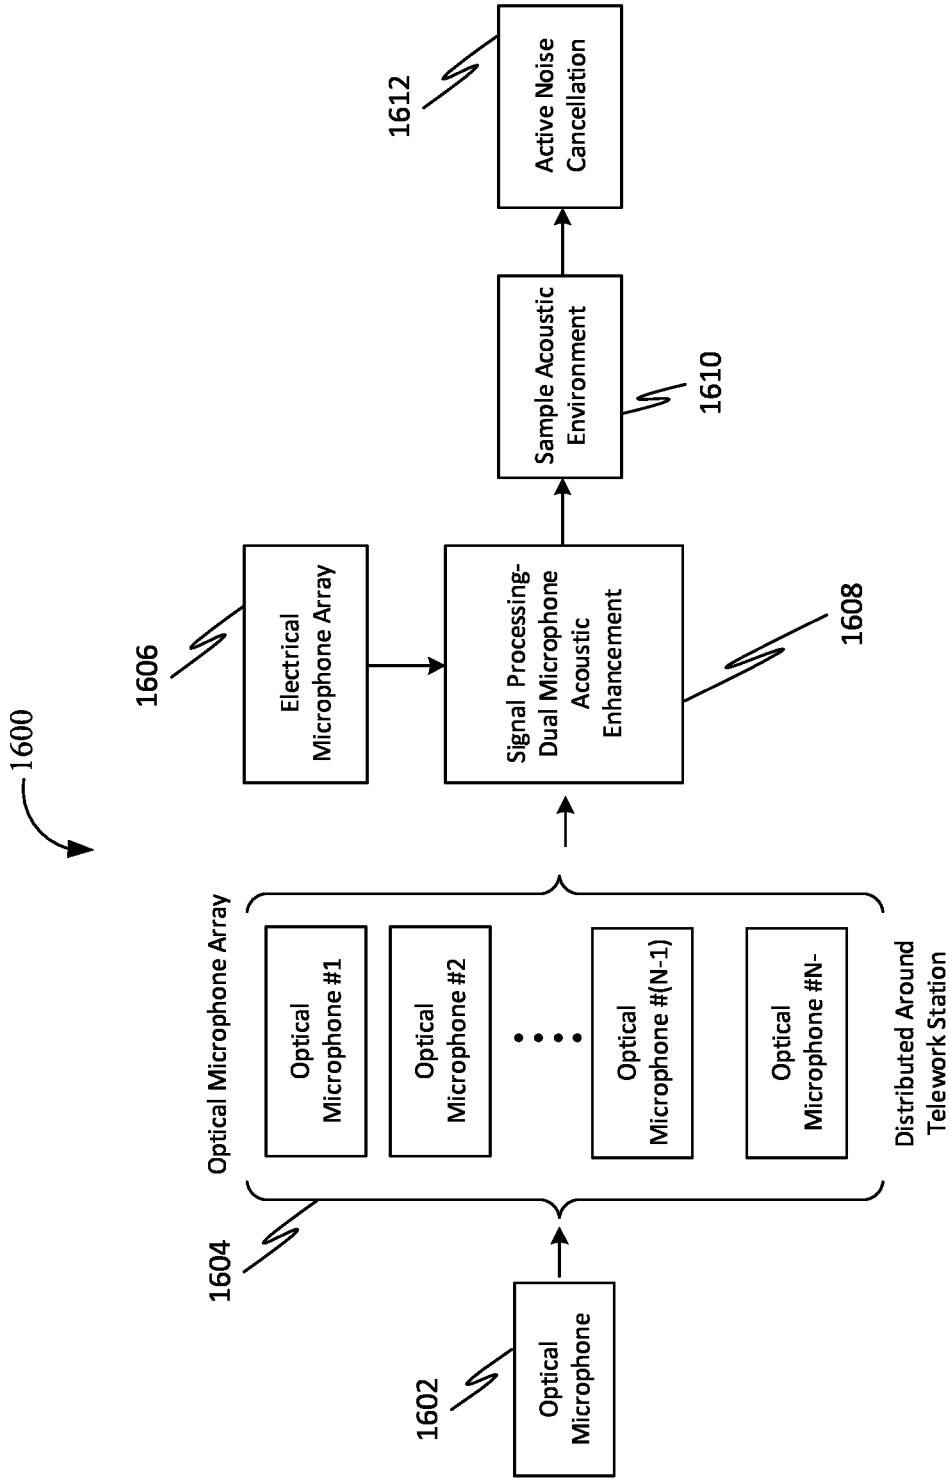 1600
1602
Optical
Microphone
1604
Optical Microphone Array
Optical
Microphone #1
Optical
Microphone #2
Optical
Microphone #(N-1)
Optical
Microphone #N-
Distributed Around
Telework Station
1606
Electrical
Microphone Array
Signal Processing-
Dual Microphone
Acoustic
Enhancement
1608
Sample Acoustic
Environment
1610
1612
Active Noise
Cancellation